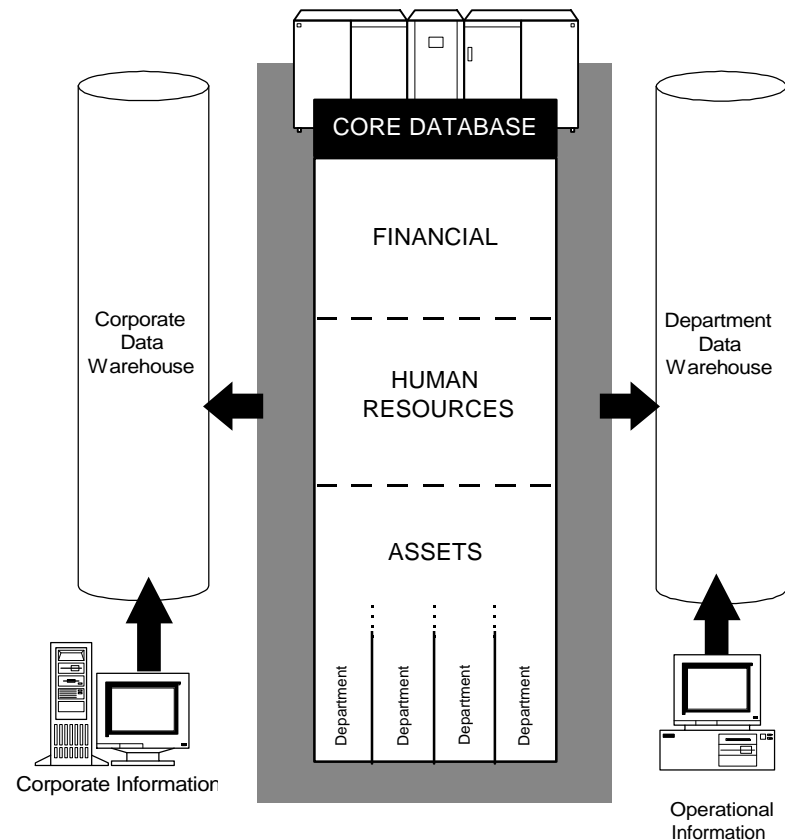 CORE DATABASE
FINANCIAL
Corporate
Data
Warehouse
HUMAN
RESOURCES
Department
Data
Warehouse
ASSETS
Department
Department
Department
Department
Corporate Information
Operational
Information